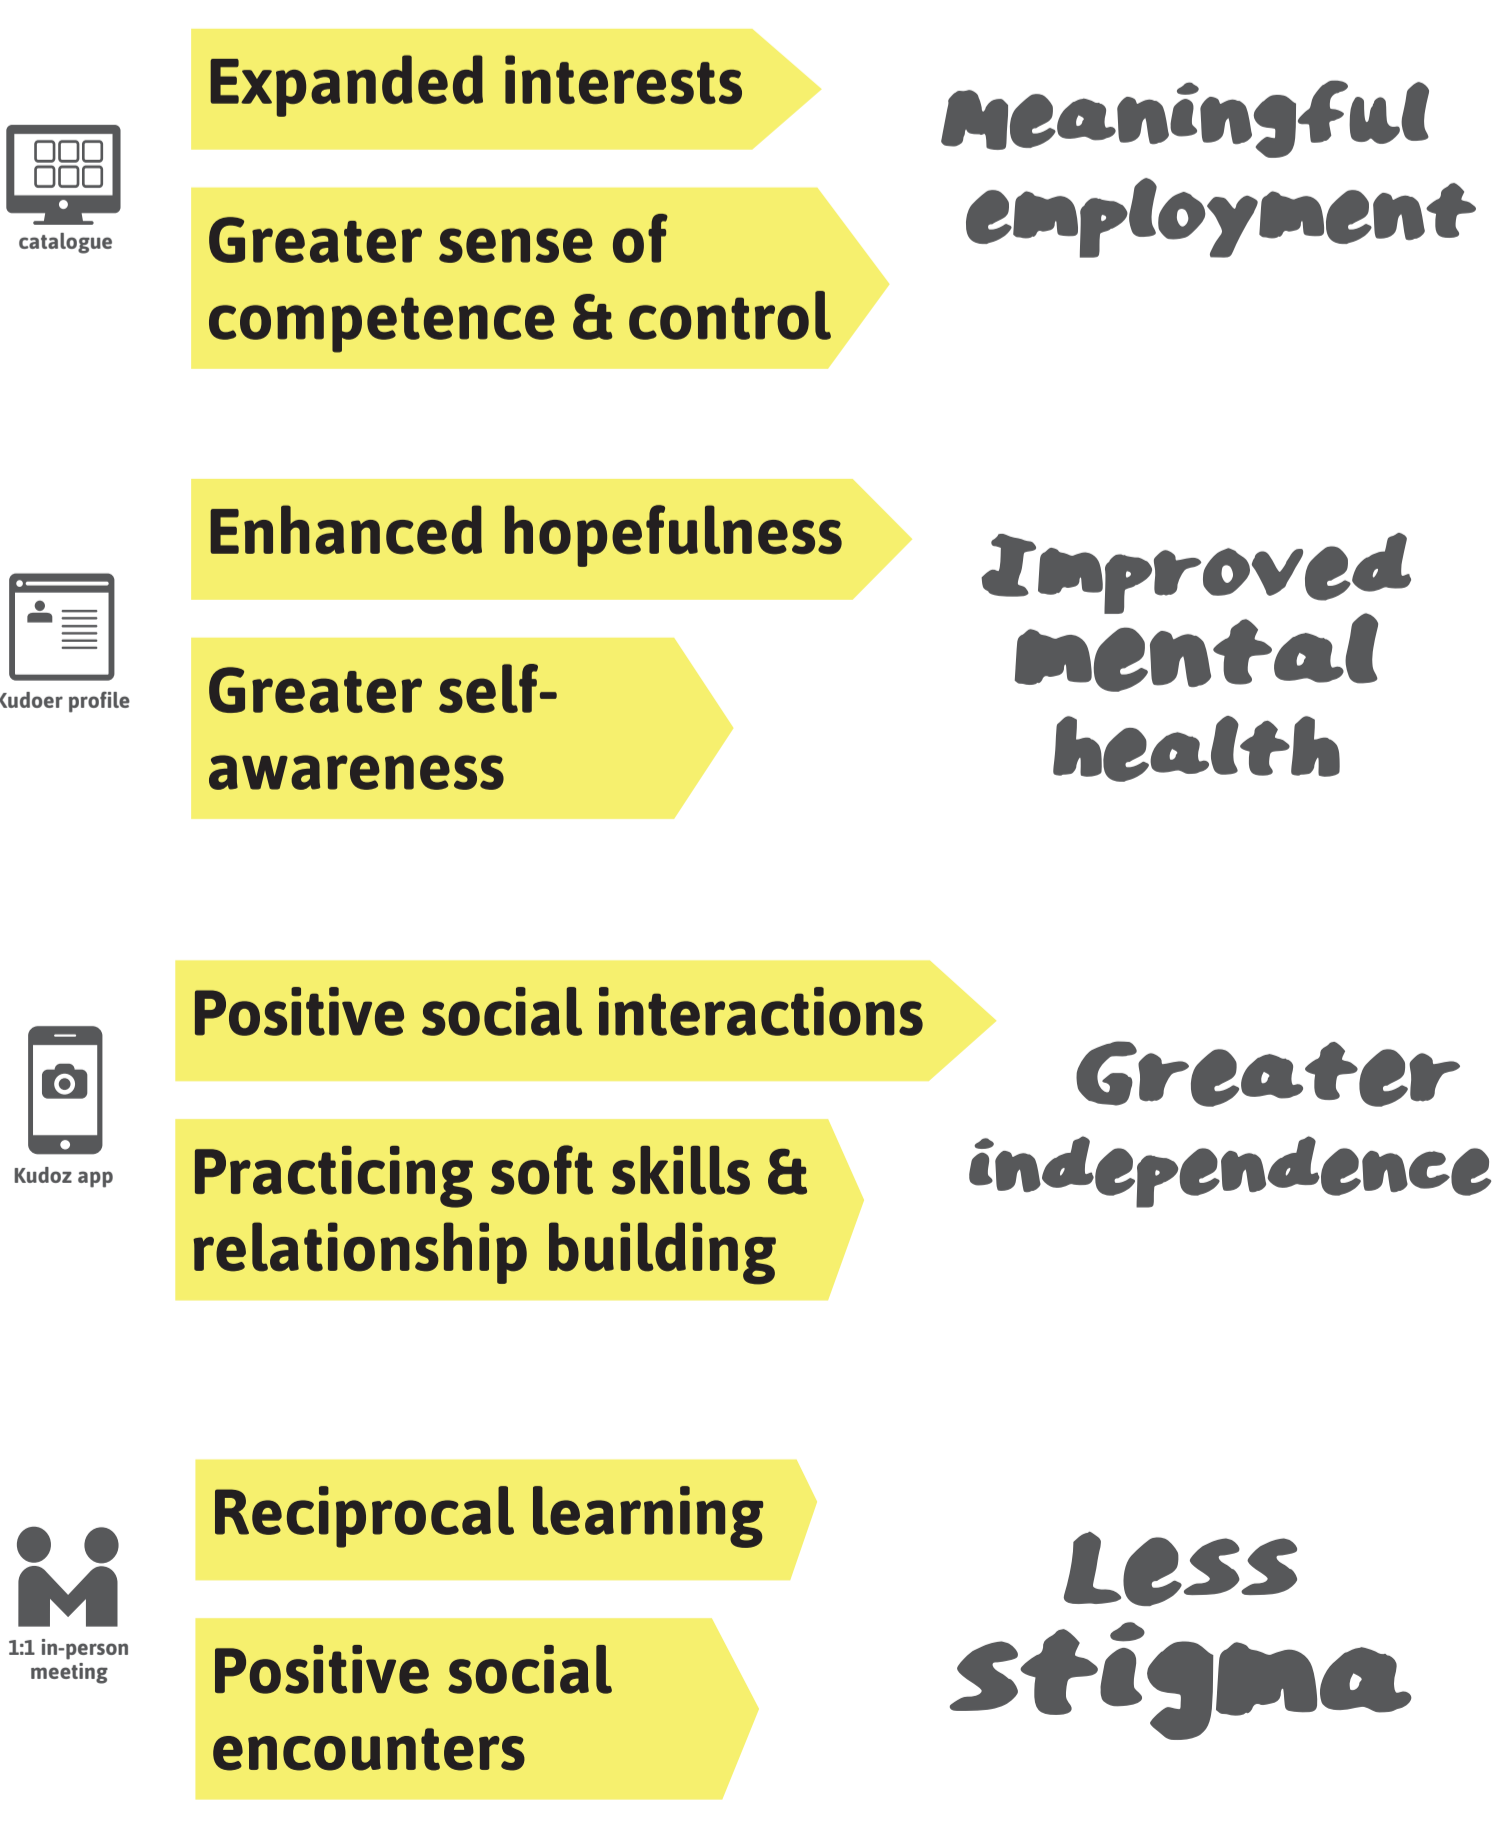 Expanded interests
catalogue
Greater sense of
competence & control
Meaningful
employment
Enhanced hopefulness
Kudoer profile
Greater self-
awareness
Improved
mental
health
Positive social interactions
Kudoz app
Practicing soft skills &
relationship building
Greater
independence
Reciprocal learning
1:1 in-person
meeting
Positive social
encounters
Less
stigma